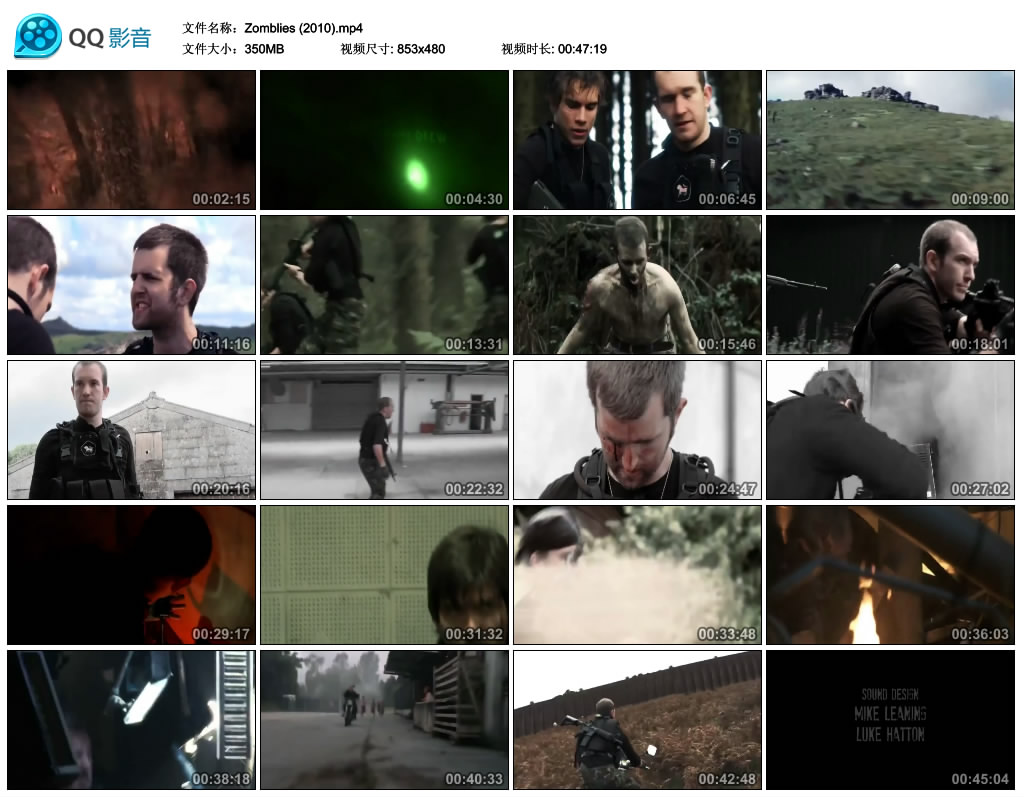 QQ 影音
文件名称: Zomblies (2010).mp4
文件大小: 350MB 视频尺寸: 853x480 视频时长: 00:47:19
00:02:15 00:04:30 00:06:45 00:09:00
00:11:16 00:13:31 00:15:46 00:18:01
00:20:16 00:22:32 00:24:47 00:27:02
00:29:17 00:31:32 00:33:48 00:36:03
SOUND DESIGN
MIKE LEANING
LUKE HATTON
00:38:18 00:40:33 00:42:48 00:45:04